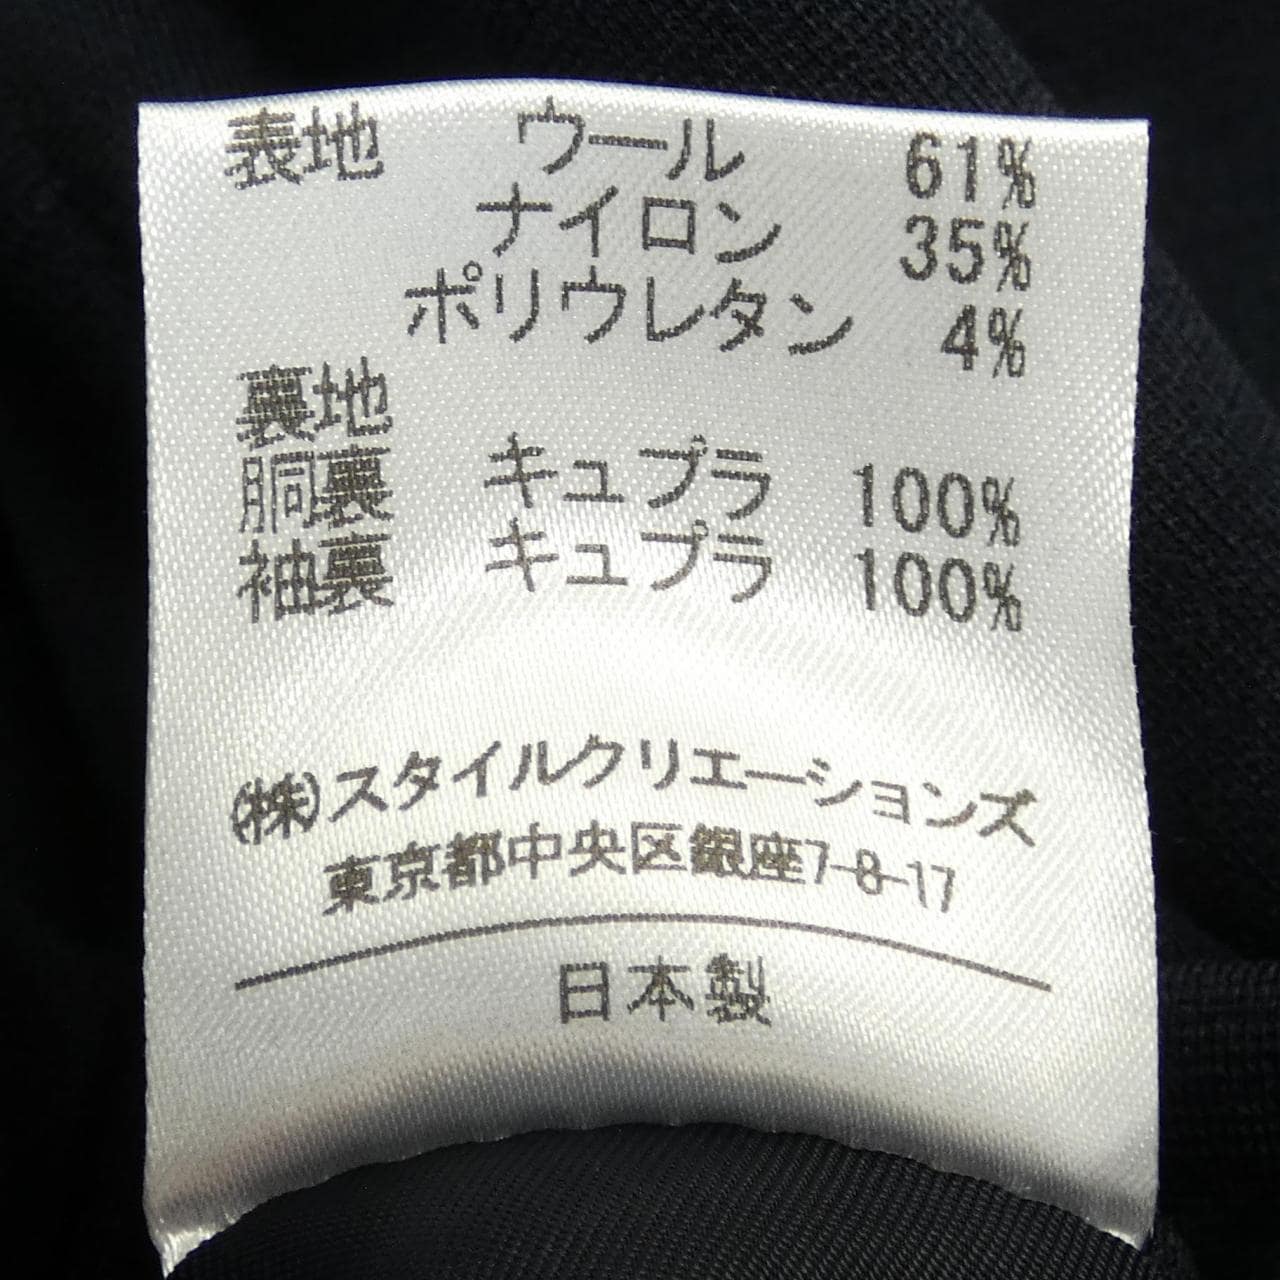 表地 ウール 61%
ナイロン 35%
ポリウレタン 4%
裏地
胴裏 キュプラ 100%
袖裏 キュプラ 100%
㈱スタイルクリエーションズ
東京都中央区銀座7-8-17
日本製